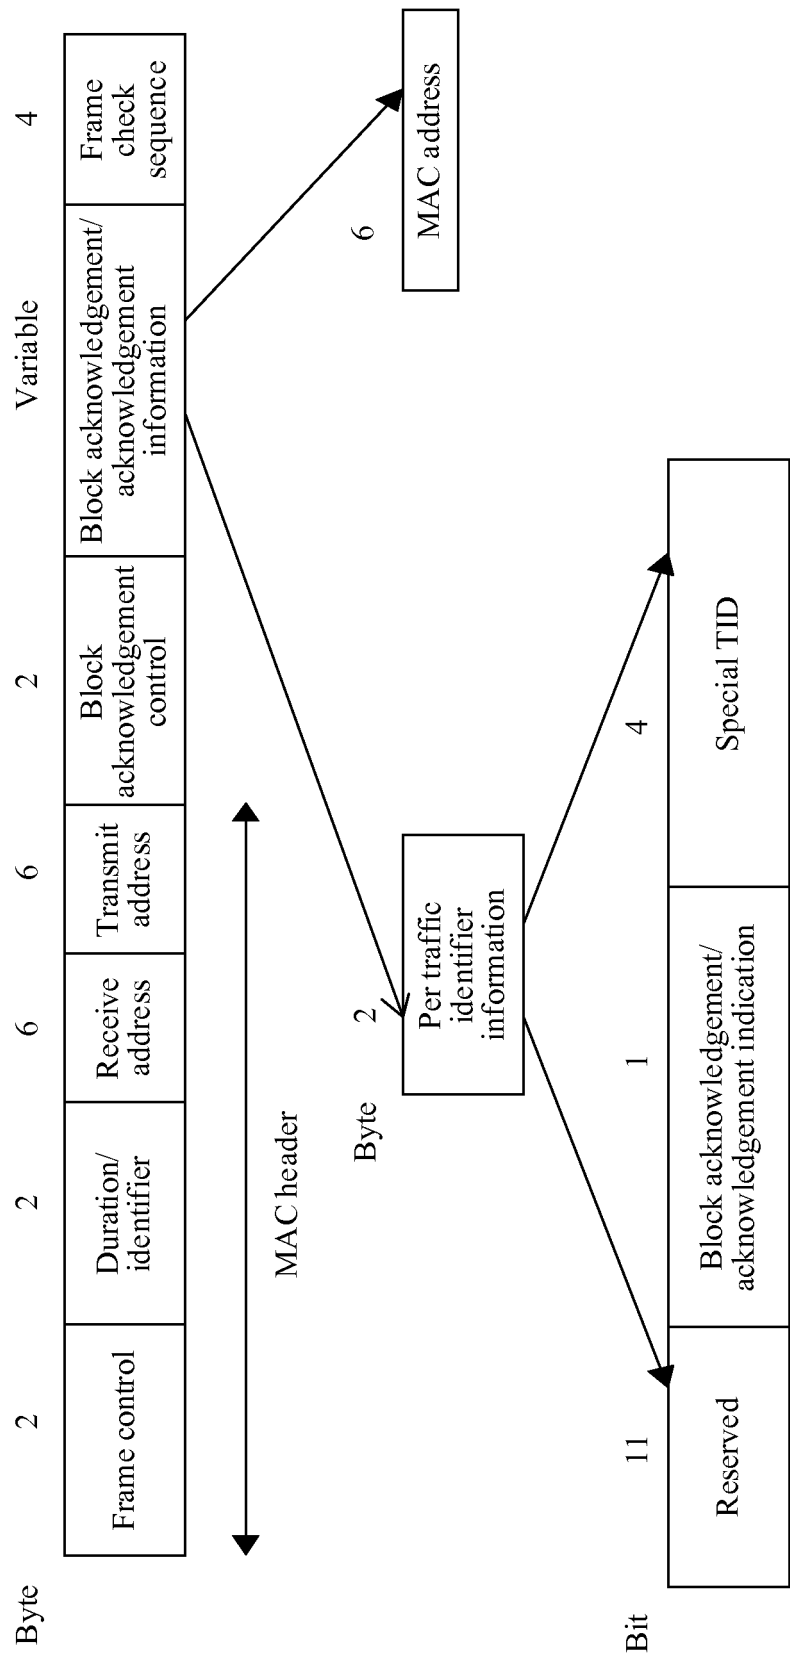 Byte
2
2
6
6
2
Variable
4
Frame control
Duration/
identifier
Receive
address
Transmit
address
Block
acknowledgement
control
Block acknowledgement/
acknowledgement
information
Frame
check
sequence
MAC header
Byte
2
6
Per traffic
identifier
information
MAC address
Bit
11
1
4
Reserved
Block acknowledgement/
acknowledgement indication
Special TID